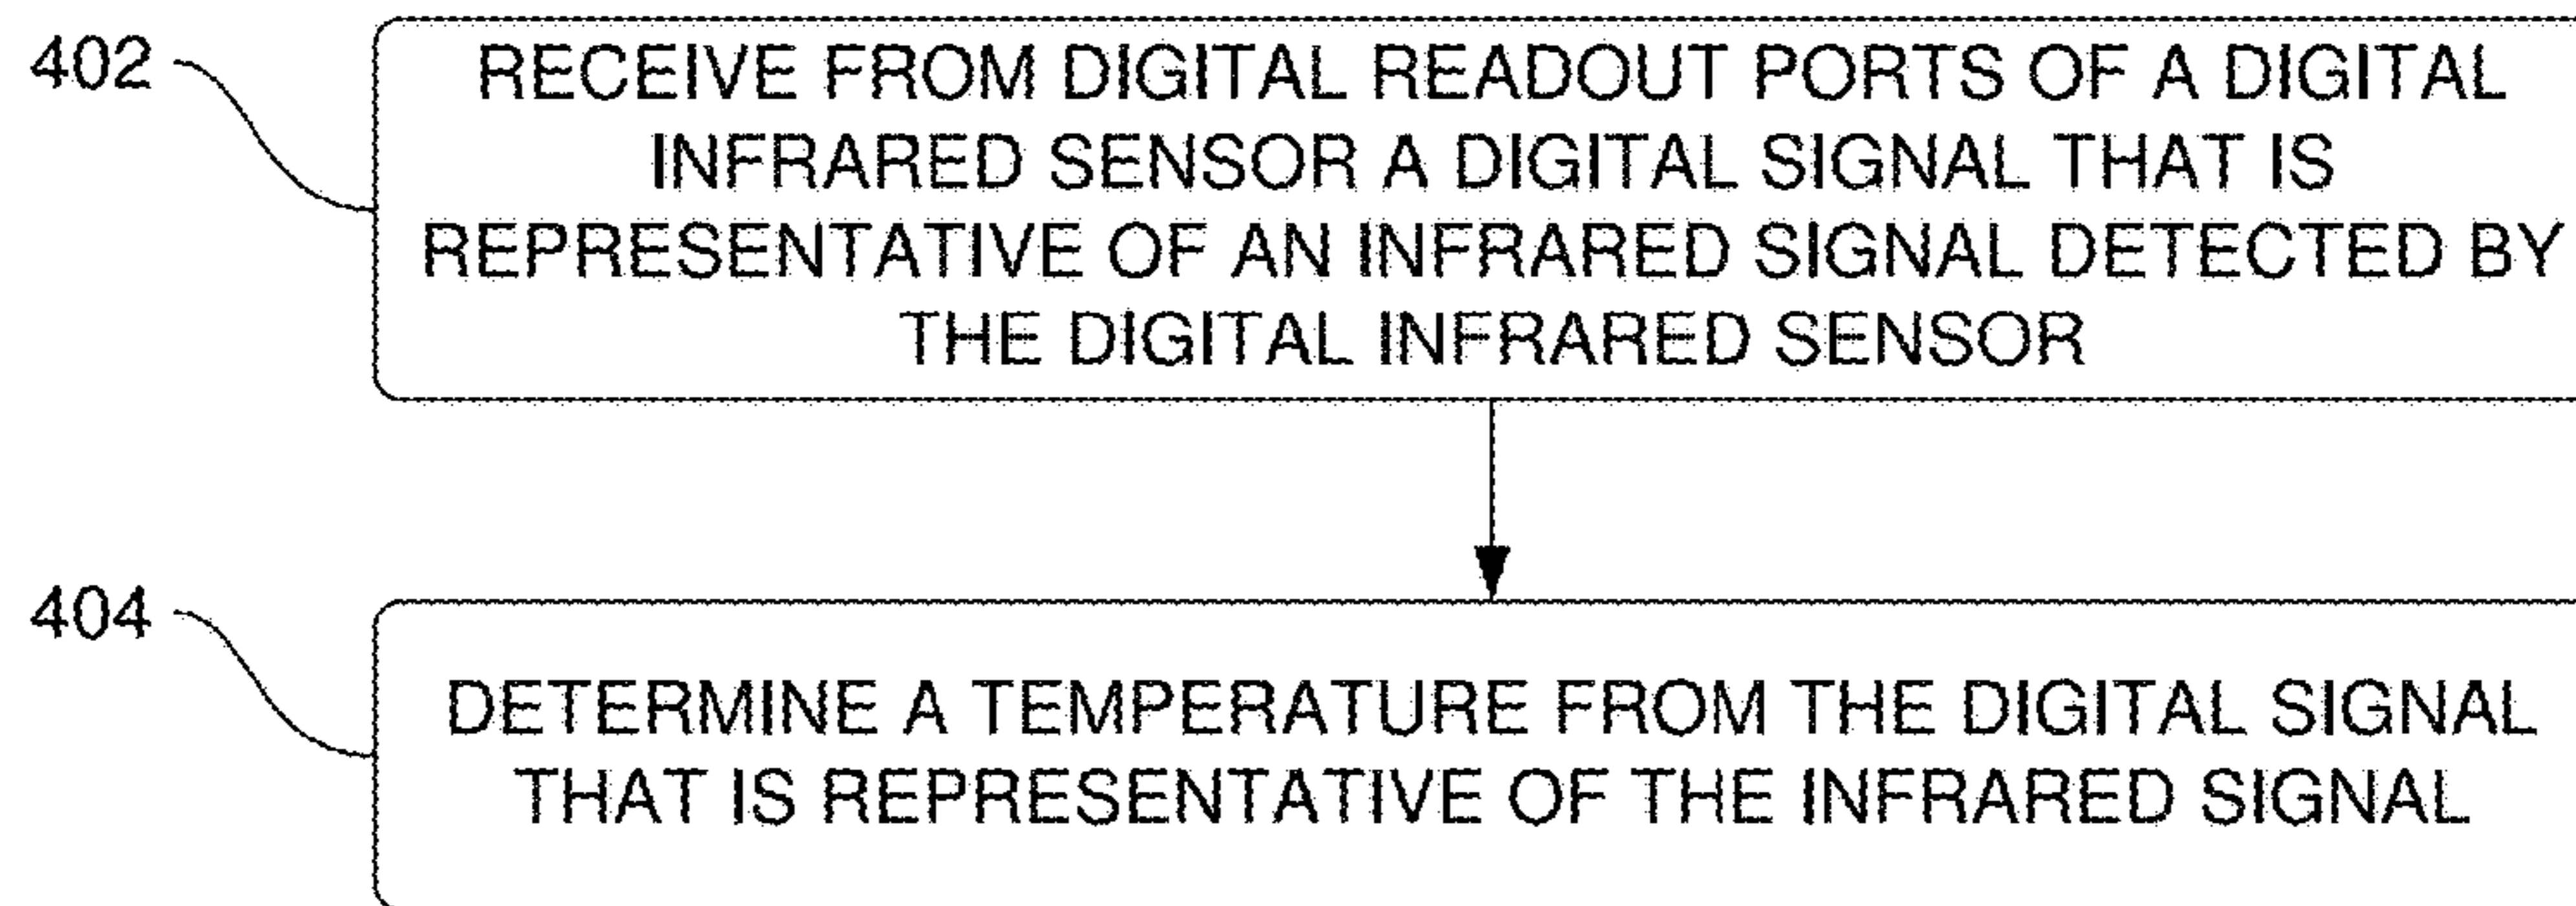 402
RECEIVE FROM DIGITAL READOUT PORTS OF A DIGITAL
INFRARED SENSOR A DIGITAL SIGNAL THAT IS
REPRESENTATIVE OF AN INFRARED SIGNAL DETECTED BY
THE DIGITAL INFRARED SENSOR
404
DETERMINE A TEMPERATURE FROM THE DIGITAL SIGNAL
THAT IS REPRESENTATIVE OF THE INFRARED SIGNAL